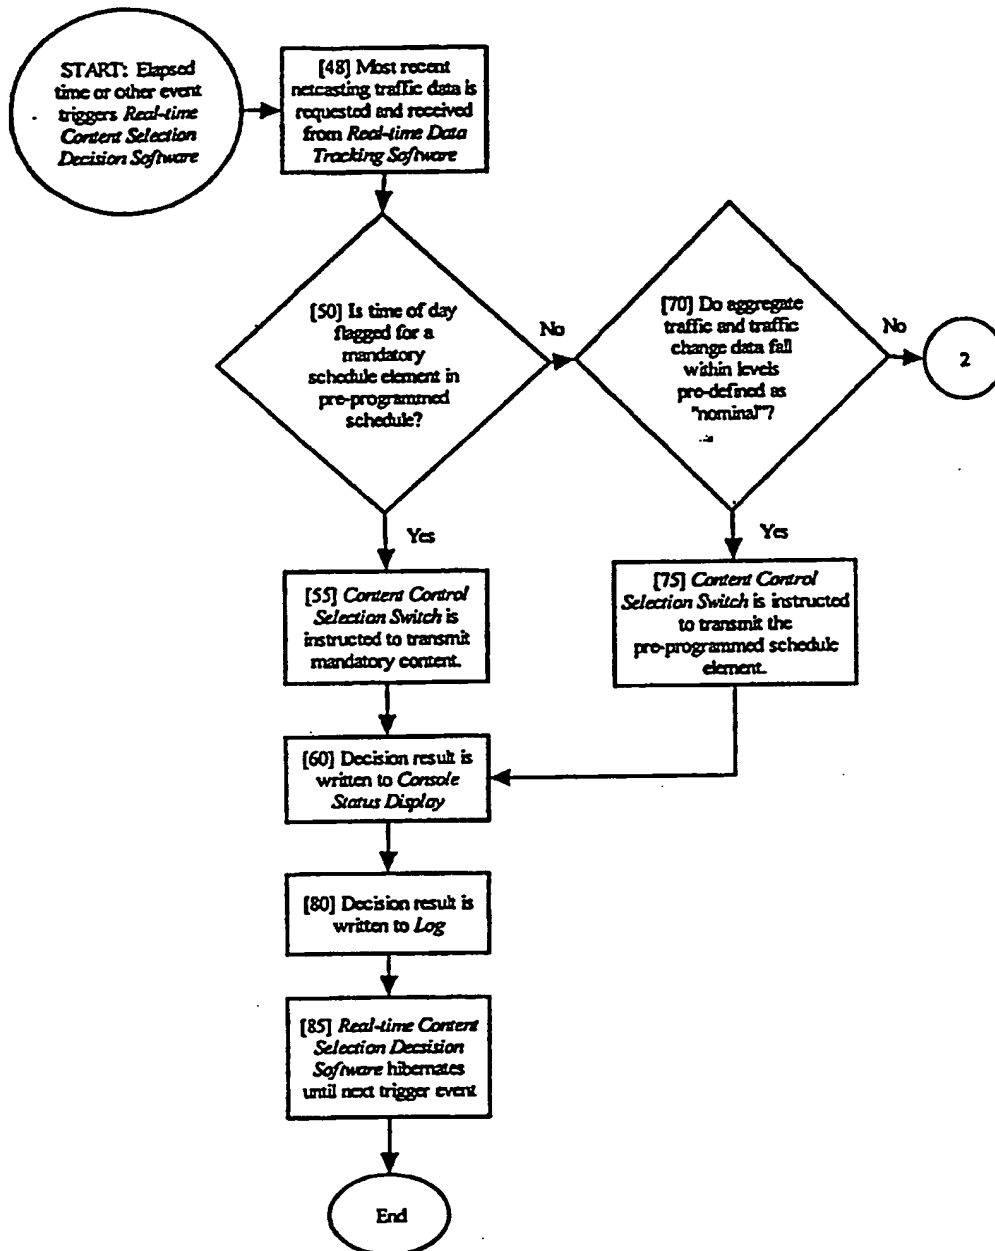 START: Elapsed
time or other event
triggers Real-time
Content Selection
Decision Software
[48] Most recent
netcasting traffic data is
requested and received
from Real-time Data
Tracking Software
[50] Is time of day
flagged for a
mandatory
schedule element in
pre-programmed
schedule?
No
[70] Do aggregate
traffic and traffic
change data fall
within levels
pre-defined as
"nominal"?
No
2
Yes
Yes
[55] Content Control
Selection Switch is
instructed to transmit
mandatory content.
[75] Content Control
Selection Switch is instructed
to transmit the
pre-programmed schedule
element.
[60] Decision result is
written to Console
Status Display
[80] Decision result is
written to Log
[85] Real-time Content
Selection Decsision
Software hibernates
until next trigger event
End